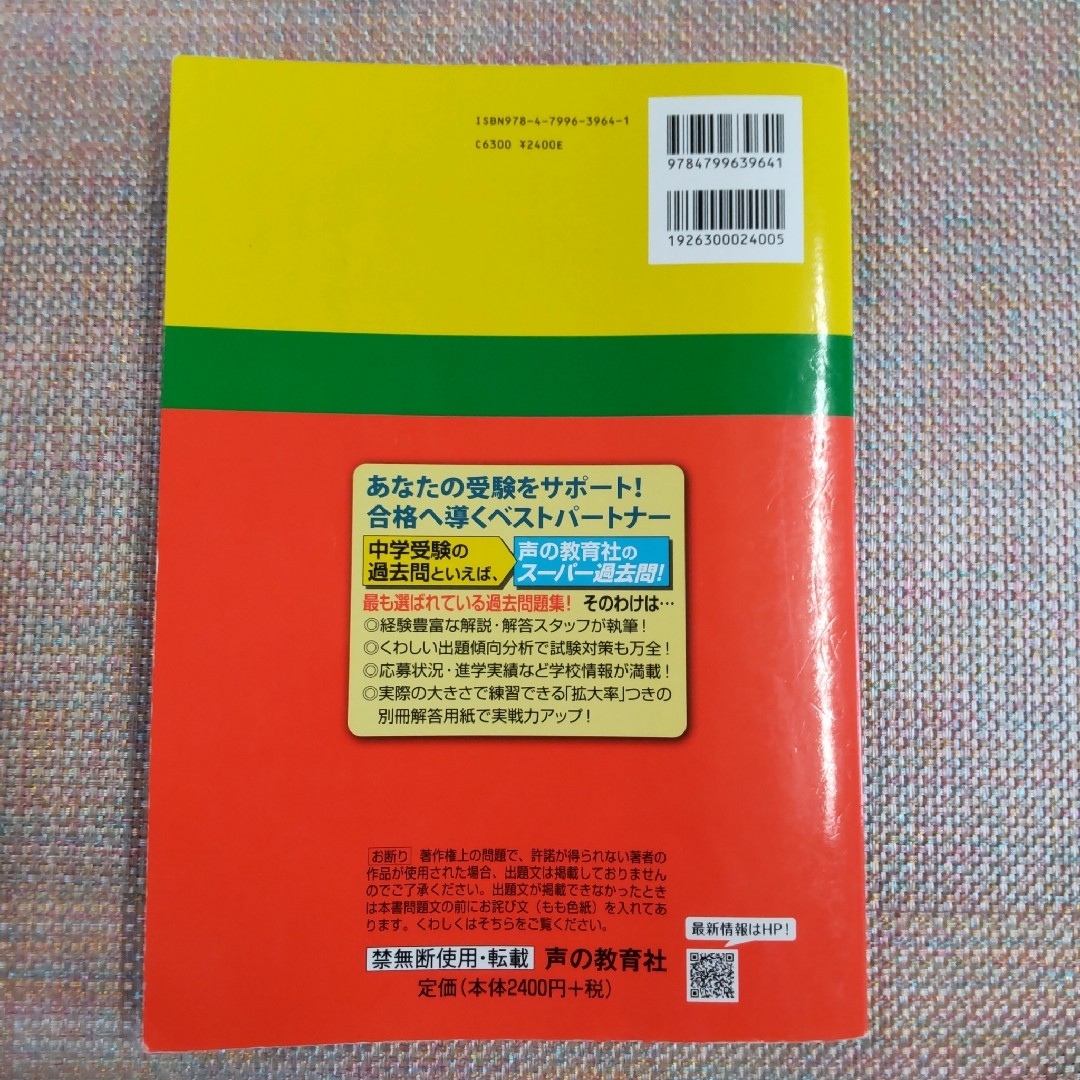 ISBN978-4-7996-3964-1
C6300 ¥2400E
9784799639641
1926300024005
あなたの受験をサポート!
合格へ導くベストパートナー
中学受験の
過去問といえば、
声の教育社の
スーパー過去問!
最も選ばれている過去問題集! そのわけは…
◎経験豊富な解説・解答スタッフが執筆!
◎くわしい出題傾向分析で試験対策も万全!
◎応募状況・進学実績など学校情報が満載!
◎実際の大きさで練習できる「拡大率」つきの
別冊解答用紙で実戦力アップ!
お断り 著作権上の問題で、許諾が得られない著者の
作品が使用された場合、出題文は掲載しておりません
のでご了承ください。出題文が掲載できなかったとき
は本書問題文の前にお詫び文（もも色紙）を入れてあ
ります。くわしくはそちらをご覧ください。
最新情報はHP!
禁無断使用・転載 声の教育社
定価(本体2400円+税)